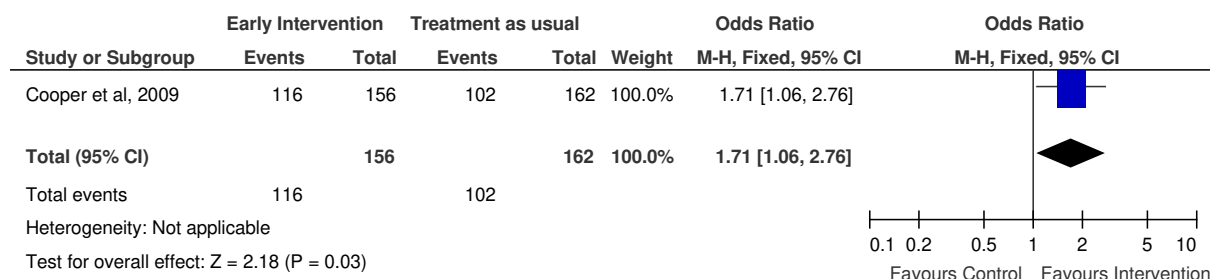 Early Intervention Treatment as usual Odds Ratio Odds Ratio
Study or Subgroup Events Total Events Total Weight M-H, Fixed, 95% CI M-H, Fixed, 95% CI
Cooper et al, 2009 116 156 102 162 100.0% 1.71 [1.06, 2.76]
Total (95% CI) 156 162 100.0% 1.71 [1.06, 2.76]
Total events 116 102
Heterogeneity: Not applicable
Test for overall effect: Z = 2.18 (P = 0.03)
0.1 0.2 0.5 1 2 5 10
Favours Control Favours Intervention